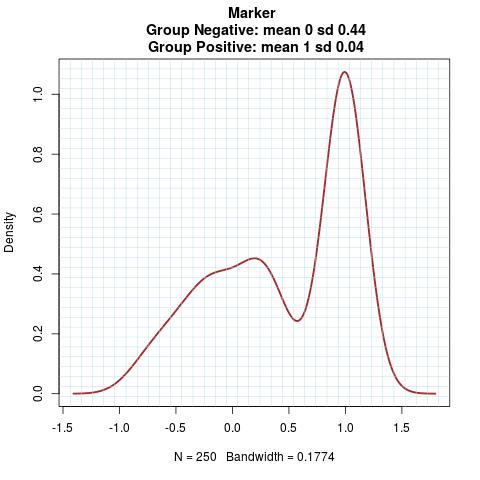 Marker
Group Negative: mean 0 sd 0.44
Group Positive: mean 1 sd 0.04
Density
1.0
0.8
0.6
0.4
0.2
0.0
-1.5 -1.0 -0.5 0.0 0.5 1.0 1.5
N = 250 Bandwidth = 0.1774